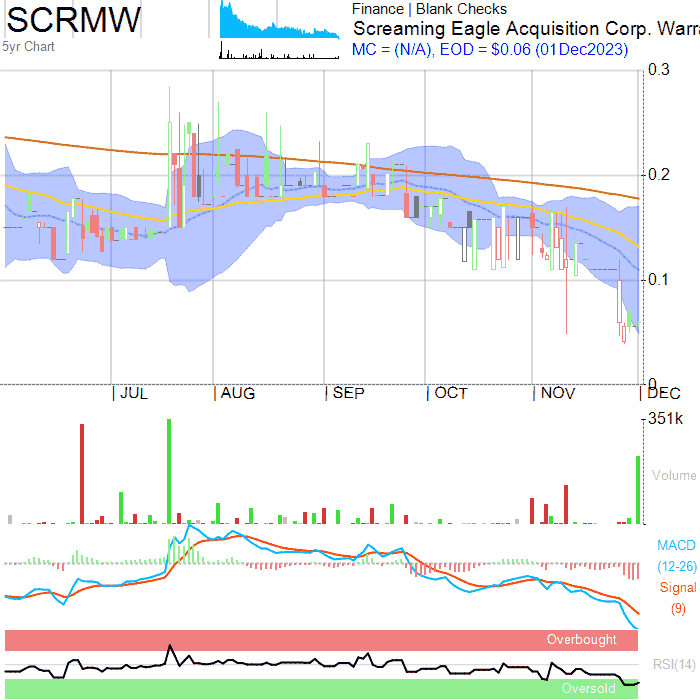 SCRMW
5yr Chart
Finance | Blank Checks
Screaming Eagle Acquisition Corp. Warra
MC = (N/A), EOD = $0.06 (01Dec2023)
0.3
0.2
0.1
0
JUL
AUG
SEP
OCT
NOV
DEC
351k
Volume
MACD
(12-26)
Signal
(9)
Overbought
RSI(14)
Oversold